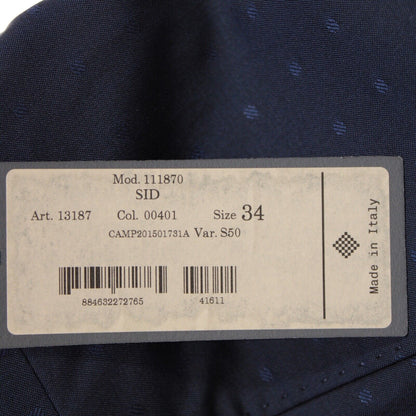 Mod. 111870
SID
Art. 13187 Col. 00401 Size 34
CAMP201501731A Var. S50
884632272765 41611
Made in Italy